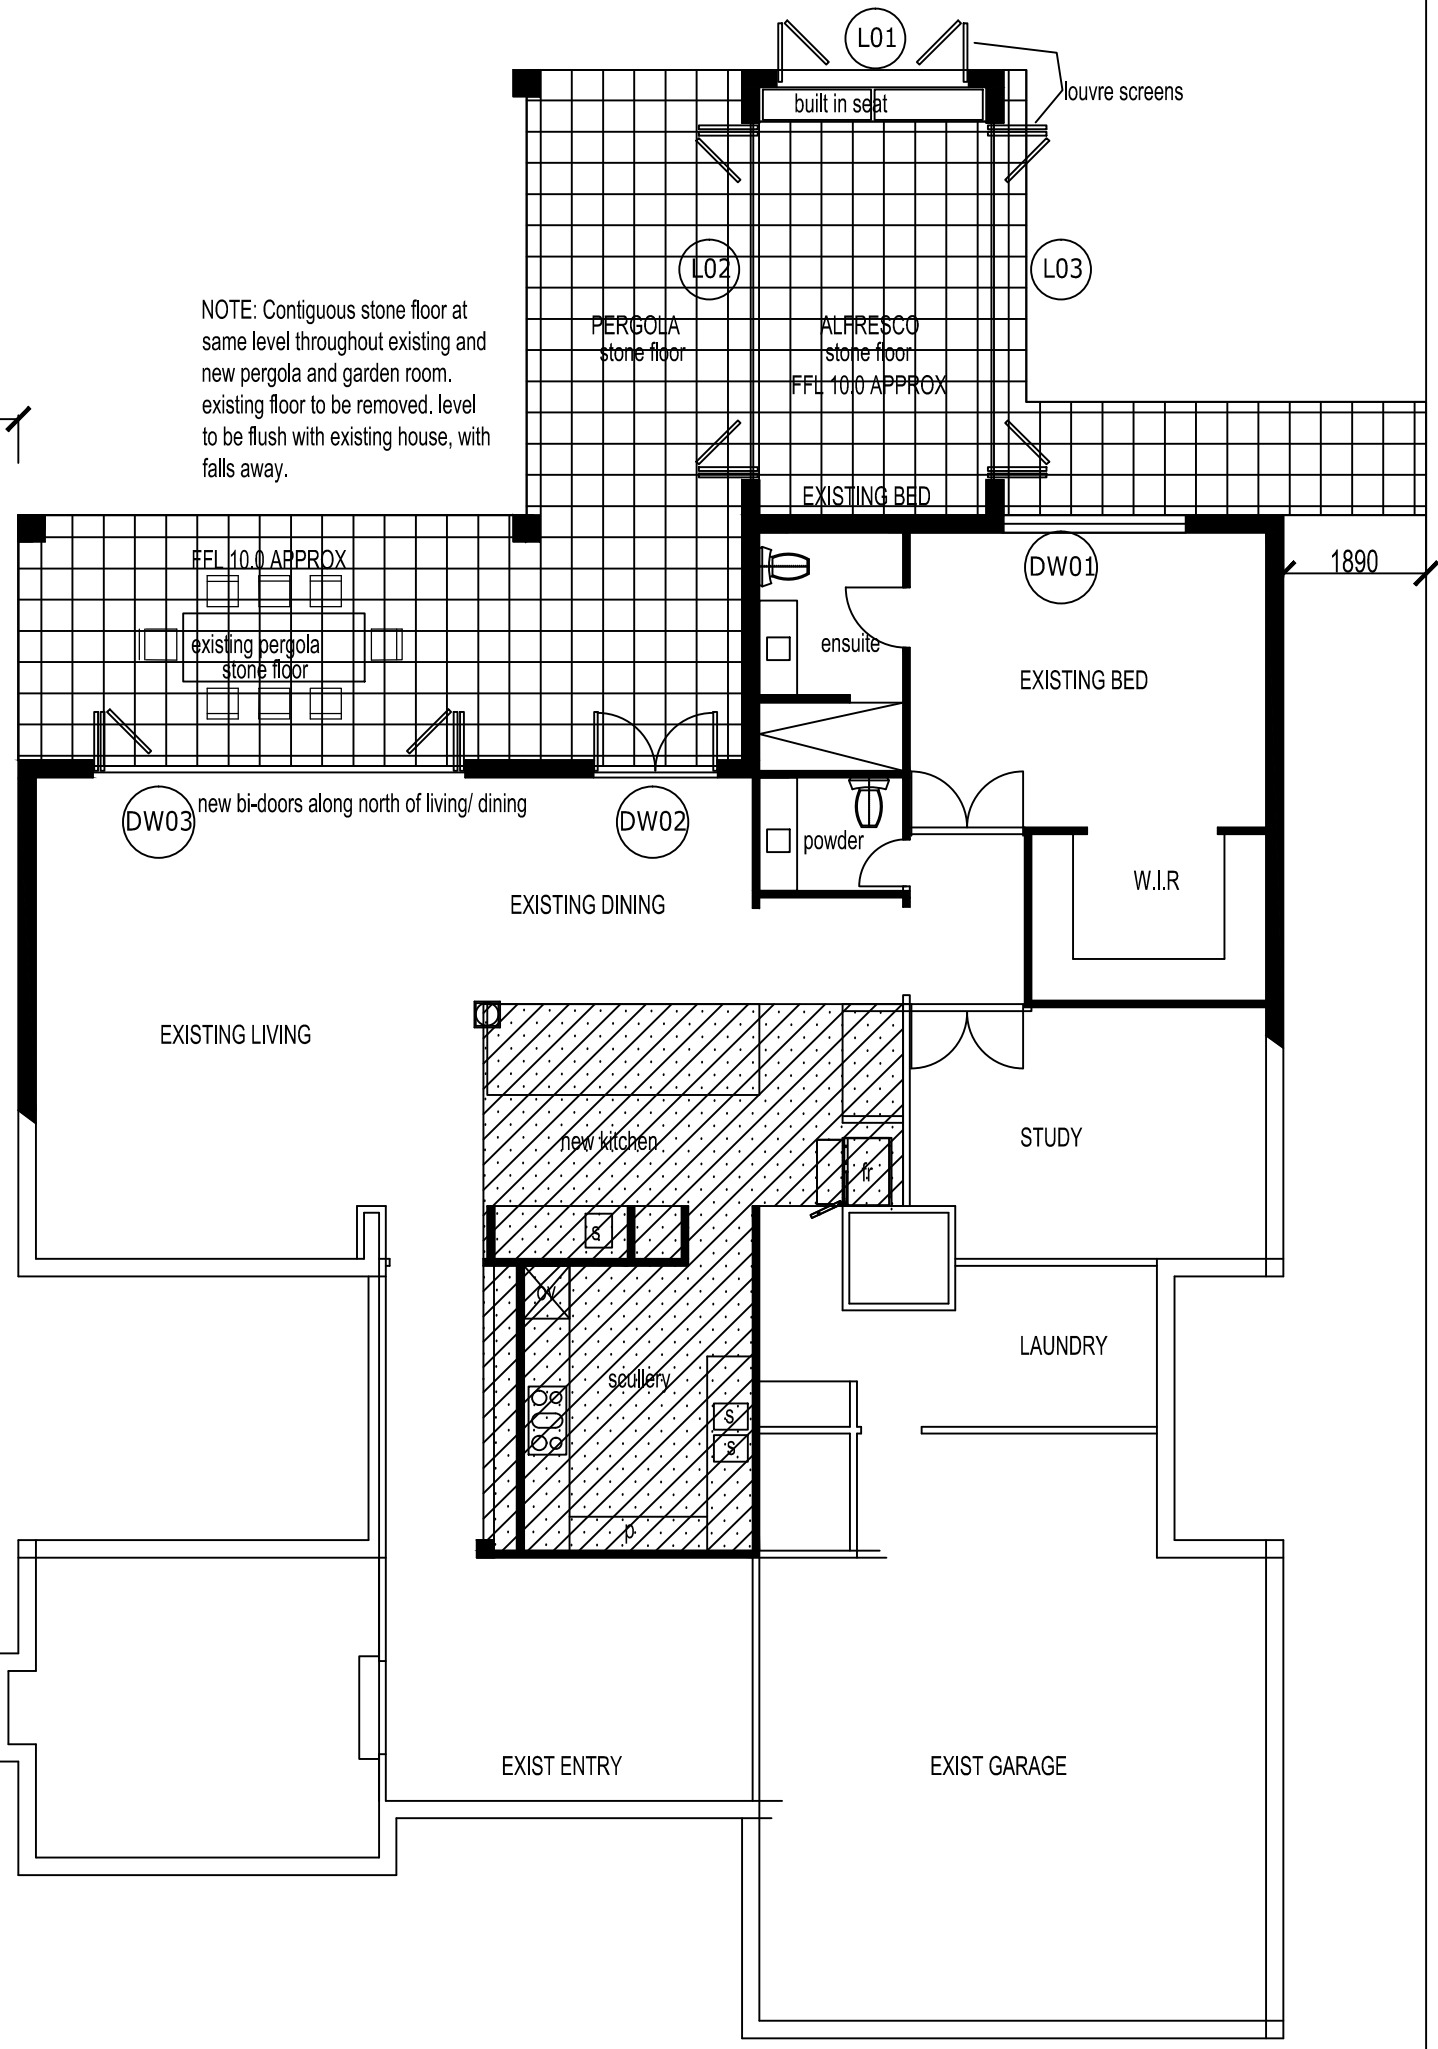 L01
louvre screens
built in seat
L02
L03
NOTE: Contiguous stone floor at
same level throughout existing and
new pergola and garden room.
existing floor to be removed. level
to be flush with existing house, with
falls away.
PERGOLA
stone floor
ALFRESCO
stone floor
FFL 10.0 APPROX
EXISTING BED
FFL 10.0 APPROX
DW01
1890
existing pergola
stone floor
ensuite
EXISTING BED
new bi-doors along north of living/ dining
DW03
DW02
powder
W.I.R
EXISTING DINING
EXISTING LIVING
new kitchen
STUDY
fr
s
ov
LAUNDRY
scullery
s
s
p
EXIST ENTRY
EXIST GARAGE